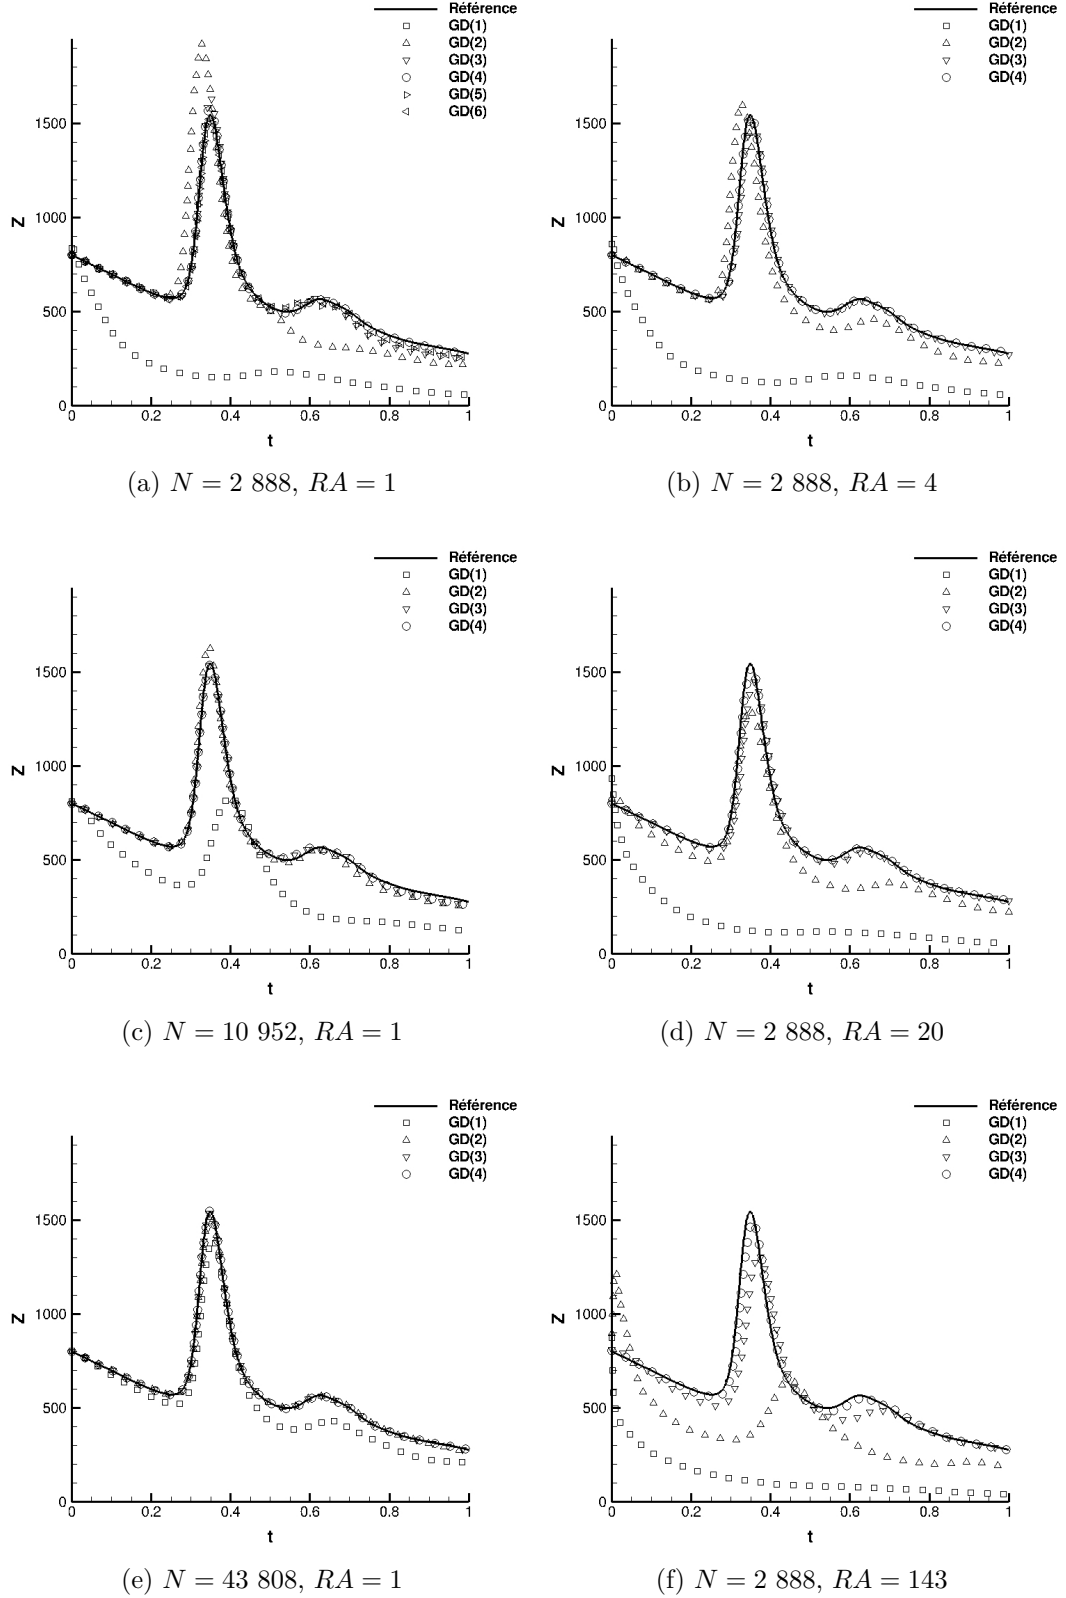 Référence
GD(1)
GD(2)
GD(3)
GD(4)
GD(5)
GD(6)
1500
1000
500
0
Z
0 0.2 0.4 0.6 0.8 1
t
(a) N = 2 888, RA = 1
Référence
GD(1)
GD(2)
GD(3)
GD(4)
1500
1000
500
0
Z
0 0.2 0.4 0.6 0.8 1
t
(b) N = 2 888, RA = 4
Référence
GD(1)
GD(2)
GD(3)
GD(4)
1500
1000
500
0
Z
0 0.2 0.4 0.6 0.8 1
t
(c) N = 10 952, RA = 1
Référence
GD(1)
GD(2)
GD(3)
GD(4)
1500
1000
500
0
Z
0 0.2 0.4 0.6 0.8 1
t
(d) N = 2 888, RA = 20
Référence
GD(1)
GD(2)
GD(3)
GD(4)
1500
1000
500
0
Z
0 0.2 0.4 0.6 0.8 1
t
(e) N = 43 808, RA = 1
Référence
GD(1)
GD(2)
GD(3)
GD(4)
1500
1000
500
0
Z
0 0.2 0.4 0.6 0.8 1
t
(f) N = 2 888, RA = 143